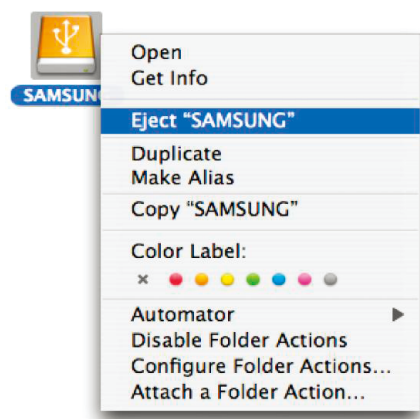 SAMSUN
Open
Get Info
Eject “SAMSUNG”
Duplicate
Make Alias
Copy “SAMSUNG”
Color Label:
Automator
Disable Folder Actions
Configure Folder Actions...
Attach a Folder Action...